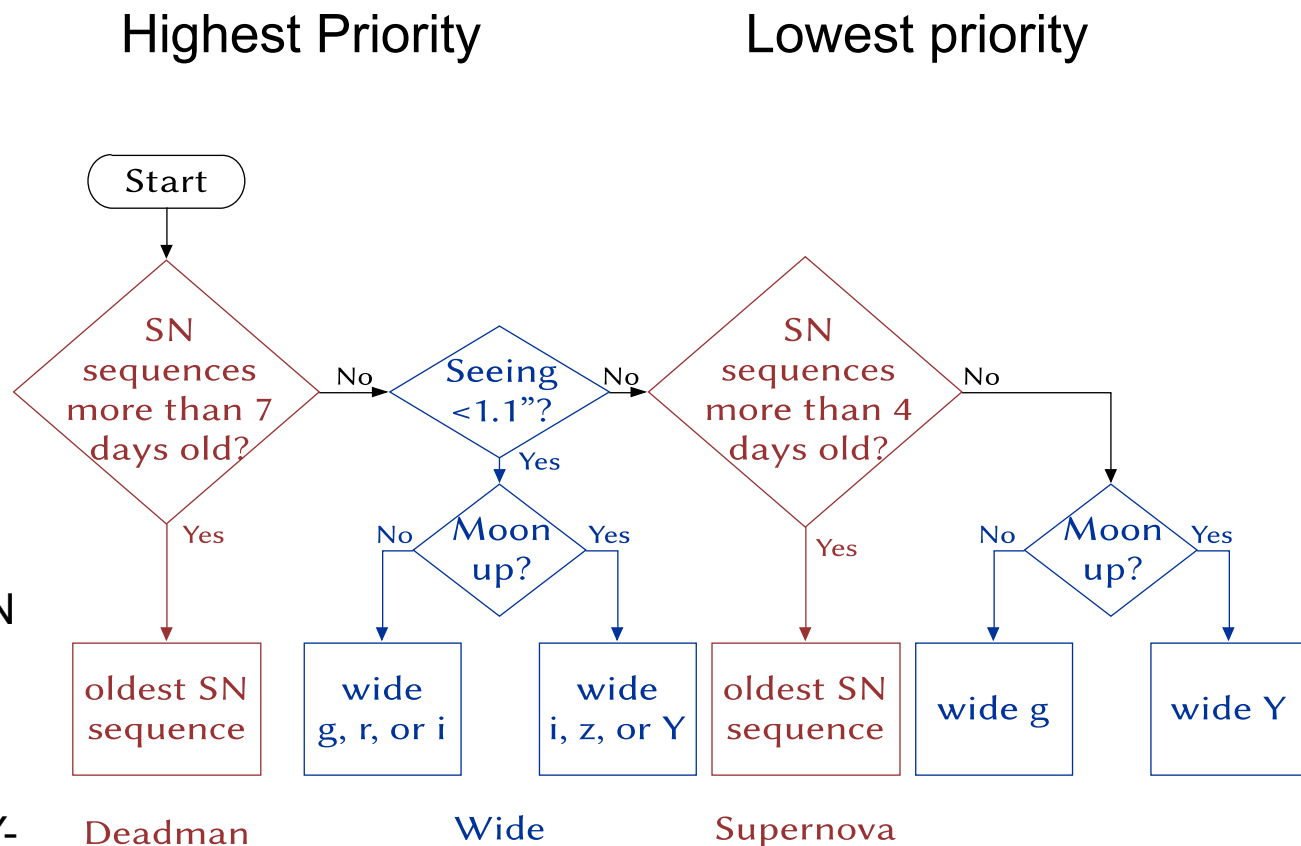 Highest Priority
Lowest priority
Start
SN
sequences
more than 7
days old?
No
Seeing
<1.1”?
No
SN
sequences
more than 4
days old?
No
Yes
Yes
No
Moon
up?
Yes
Yes
No
Moon
up?
Yes
N
oldest SN
sequence
wide
g, r, or i
wide
i, z, or Y
oldest SN
sequence
wide g
wide Y
Y-
Deadman
Wide
Supernova